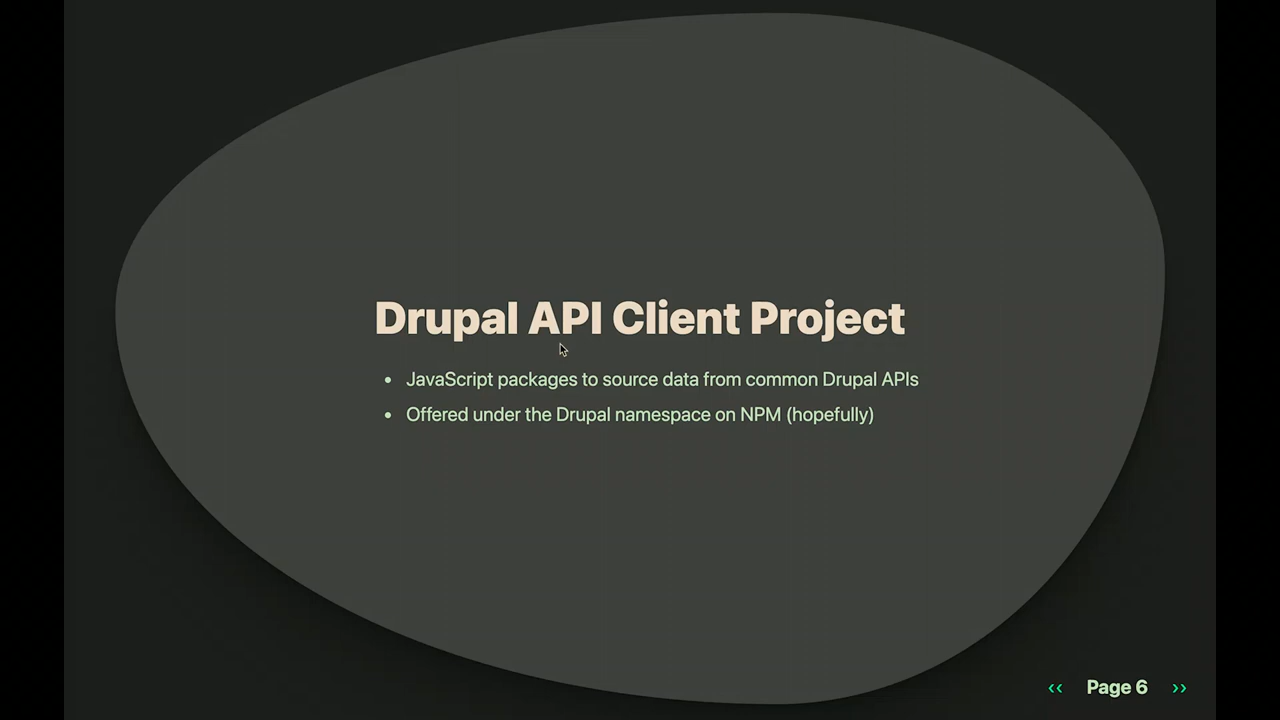 Drupal API Client Project
• JavaScript packages to source data from common Drupal APIs
• Offered under the Drupal namespace on NPM (hopefully)
‹‹ Page 6 ››